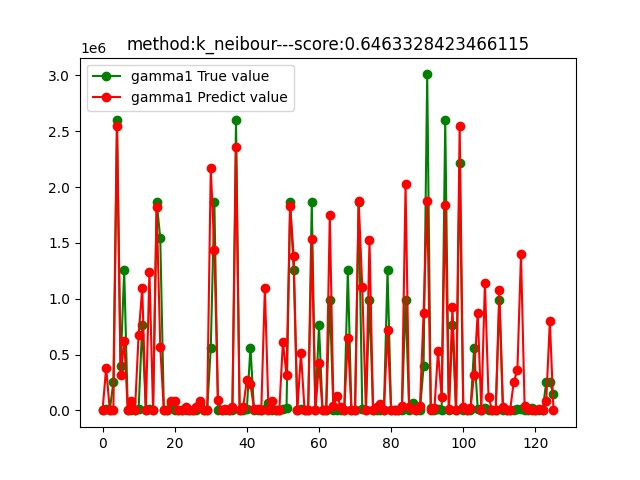 method:k_neibour---score:0.6463328423466115
1e6
gamma1 True value
gamma1 Predict value
3.0
2.5
2.0
1.5
1.0
0.5
0.0
0 20 40 60 80 100 120